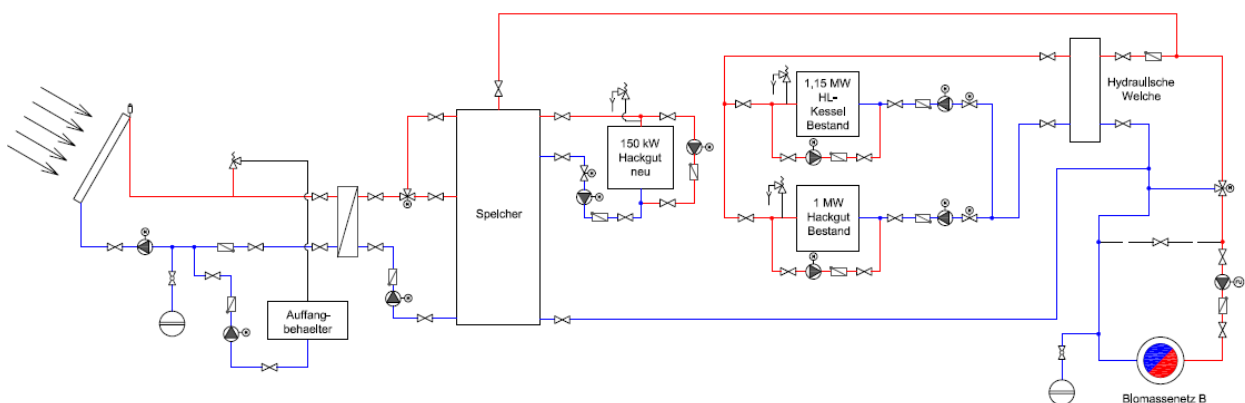 Auffang-
behaelter
Speicher
150 kW
Hackgut
neu
1,15 MW
HL-
Kessel
Bestand
1 MW
Hackgut
Bestand
Hydraulische
Weiche
Biomassenetz B